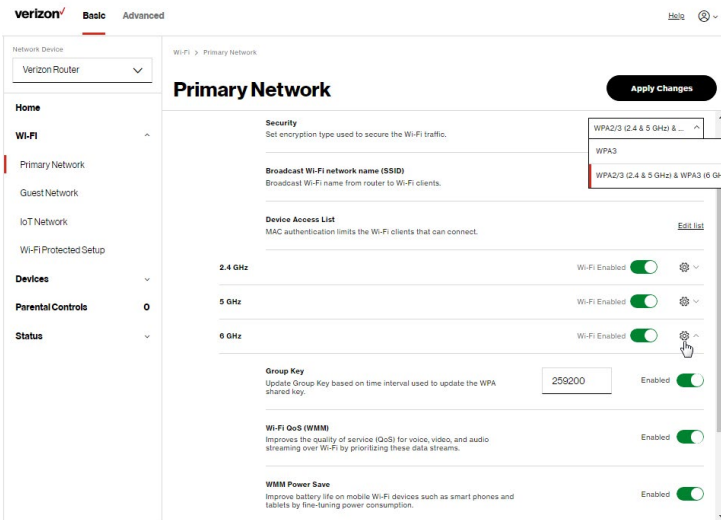 verizon✓ Basic Advanced Help
Network Device
Verizon Router
Wi-Fi > Primary Network
Primary Network
Apply Changes
Home
Wi-Fi
Primary Network
Guest Network
IoT Network
Wi-Fi Protected Setup
Devices
Parental Controls 0
Status
Security
Set encryption type used to secure the Wi-Fi traffic.
WPA2/3 (2.4 & 5 GHz) & ...
WPA3
WPA2/3 (2.4 & 5 GHz) & WPA3 (6 GH
Broadcast Wi-Fi network name (SSID)
Broadcast Wi-Fi name from router to Wi-Fi clients.
Device Access List
MAC authentication limits the Wi-Fi clients that can connect.
Edit list
2.4 GHz Wi-Fi Enabled
5 GHz Wi-Fi Enabled
6 GHz Wi-Fi Enabled
Group Key
Update Group Key based on time interval used to update the WPA
shared key.
259200 Enabled
Wi-Fi QoS (WMM)
Improves the quality of service (QoS) for voice, video, and audio
streaming over Wi-Fi by prioritizing these data streams.
Enabled
WMM Power Save
Improve battery life on mobile Wi-Fi devices such as smart phones and
tablets by fine-tuning power consumption.
Enabled